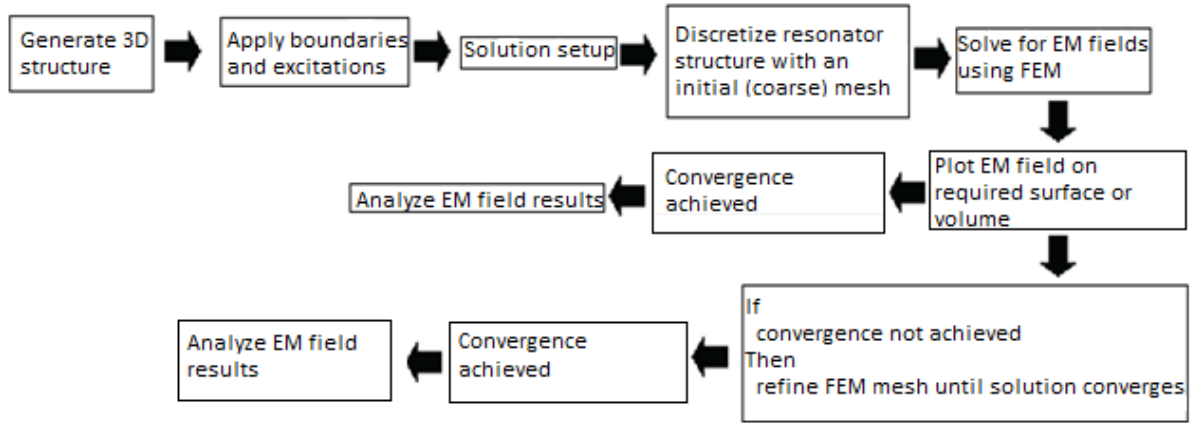 Generate 3D
structure
Apply boundaries
and excitations
Solution setup
Discretize resonator
structure with an
initial (coarse) mesh
Solve for EM fields
using FEM
Plot EM field on
required surface or
volume
Convergence
achieved
Analyze EM field results
If
convergence not achieved
Then
refine FEM mesh until solution converges
Convergence
achieved
Analyze EM field
results